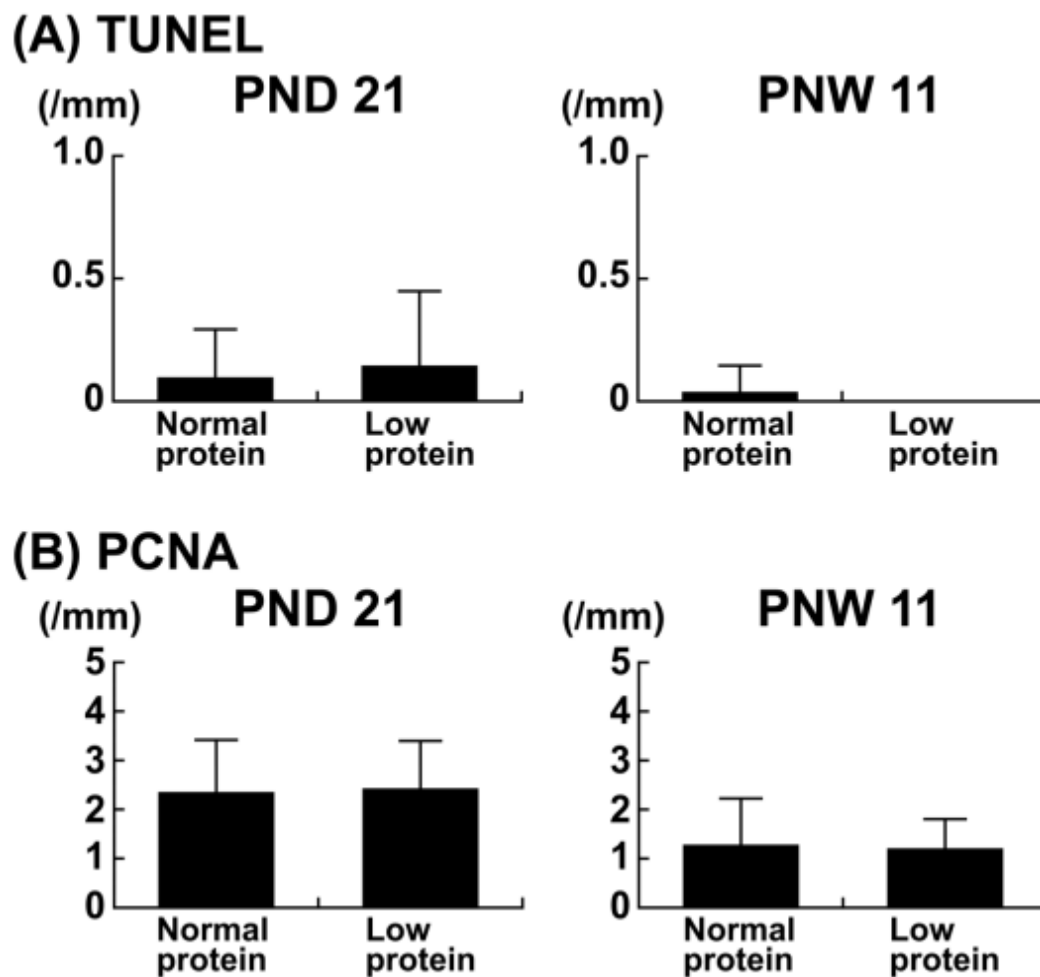 (A) TUNEL
PND 21
(/mm)
1.0
0.5
0
Normal
protein
Low
protein
PNW 11
(/mm)
1.0
0.5
0
Normal
protein
Low
protein
(B) PCNA
PND 21
(/mm)
5
4
3
2
1
0
Normal
protein
Low
protein
PNW 11
(/mm)
5
4
3
2
1
0
Normal
protein
Low
protein